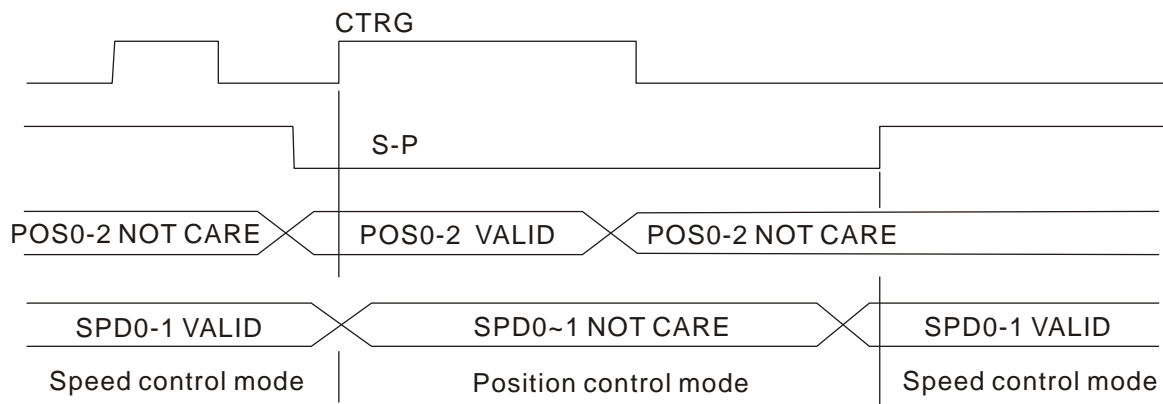 CTRG
S-P
POS0-2 NOT CARE POS0-2 VALID POS0-2 NOT CARE
SPD0-1 VALID SPD0~1 NOT CARE SPD0-1 VALID
Speed control mode Position control mode Speed control mode